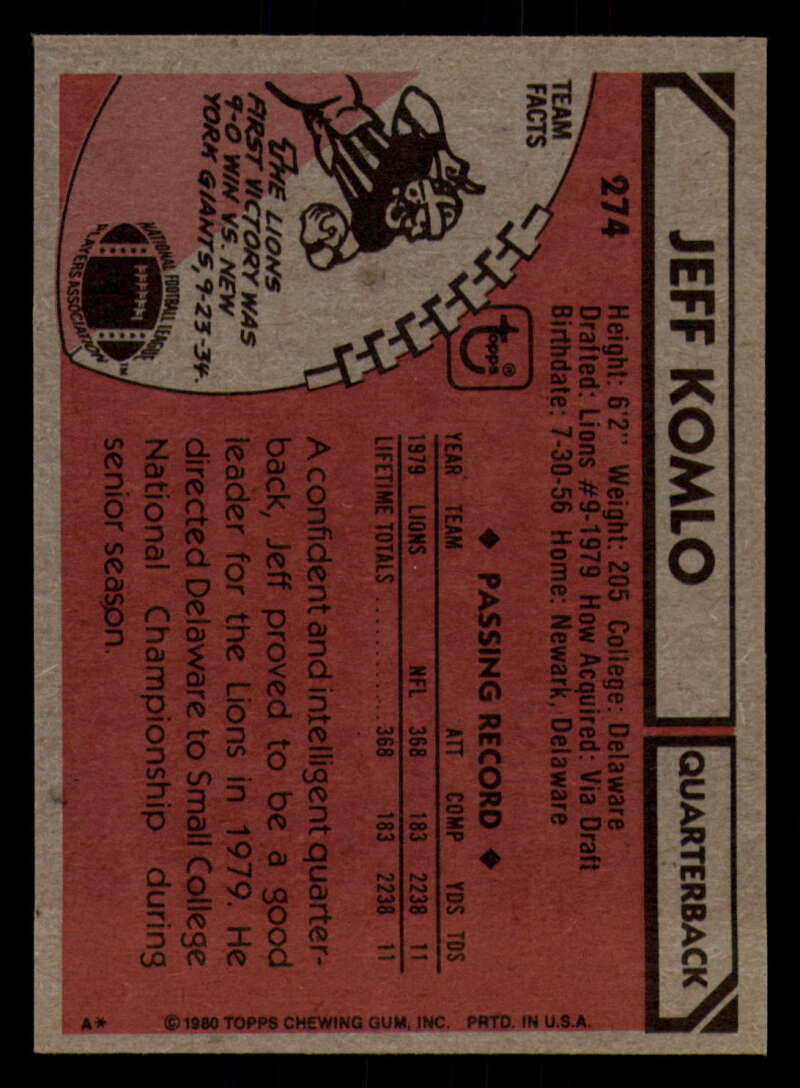 JEFF KOMLO
QUARTERBACK
274
Height: 6'2" Weight: 205 College: Delaware
Drafted: Lions #9-1979 How Acquired: Via Draft
Birthdate: 7-30-56 Home: Newark, Delaware
TEAM
FACTS
THE LIONS
FIRST VICTORY WAS
9-0 WIN VS. NEW
YORK GIANTS, 9-23-34.
NATIONAL FOOTBALL LEAGUE
PLAYERS ASSOCIATION
TM
topps®
◆ PASSING RECORD ◆
YEAR TEAM ATT COMP YDS TDS
1979 LIONS NFL 368 183 2238 11
LIFETIME TOTALS .......... 368 183 2238 11
A confident and intelligent quarter-
back, Jeff proved to be a good
leader for the Lions in 1979. He
directed Delaware to Small College
National Championship during
senior season.
A* © 1980 TOPPS CHEWING GUM, INC. PRTD. IN U.S.A.